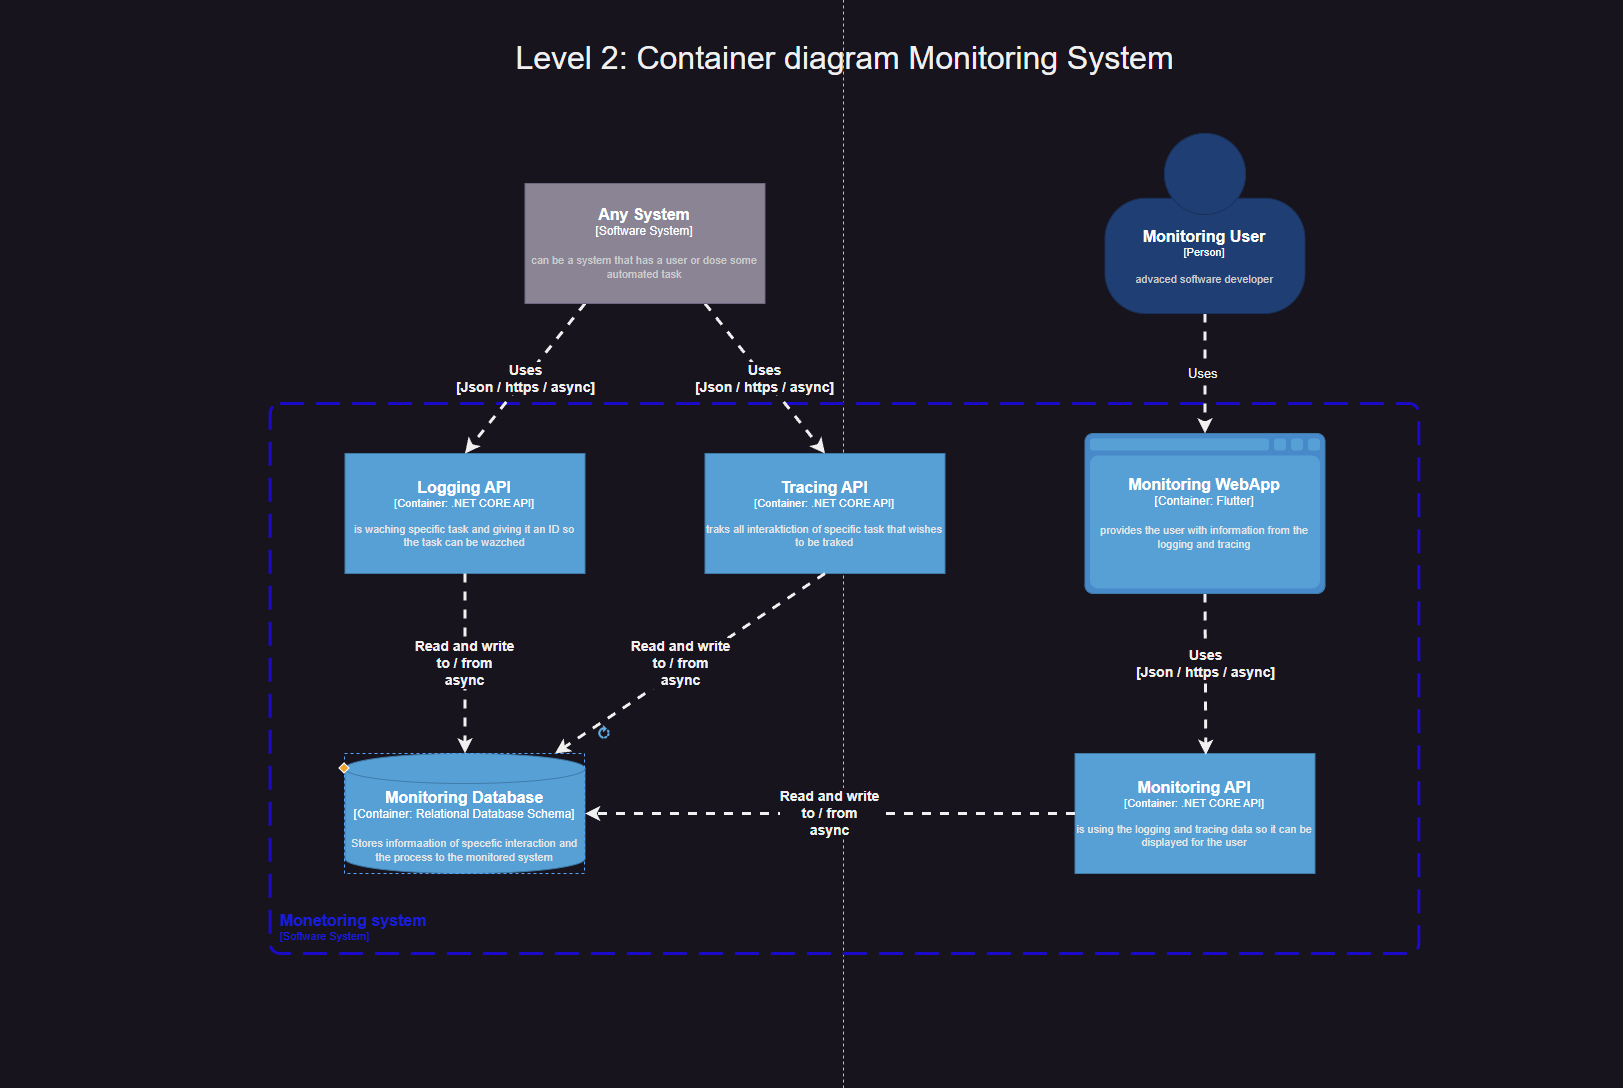 Level 2: Container diagram Monitoring System
Any System
[Software System]
can be a system that has a user or dose some
automated task
Monitoring User
[Person]
advaced software developer
Uses
[Json / https / async]
Uses
[Json / https / async]
Uses
Logging API
[Container: .NET CORE API]
is waching specific task and giving it an ID so
the task can be wazched
Tracing API
[Container: .NET CORE API]
traks all interaktiction of specific task that wishes
to be traked
Monitoring WebApp
[Container: Flutter]
provides the user with information from the
logging and tracing
Read and write
to / from
async
Read and write
to / from
async
Uses
[Json / https / async]
Monitoring Database
[Container: Relational Database Schema]
Stores informaation of specefic interaction and
the process to the monitored system
Read and write
to / from
async
Monitoring API
[Container: .NET CORE API]
is using the logging and tracing data so it can be
displayed for the user
Monetoring system
[Software System]